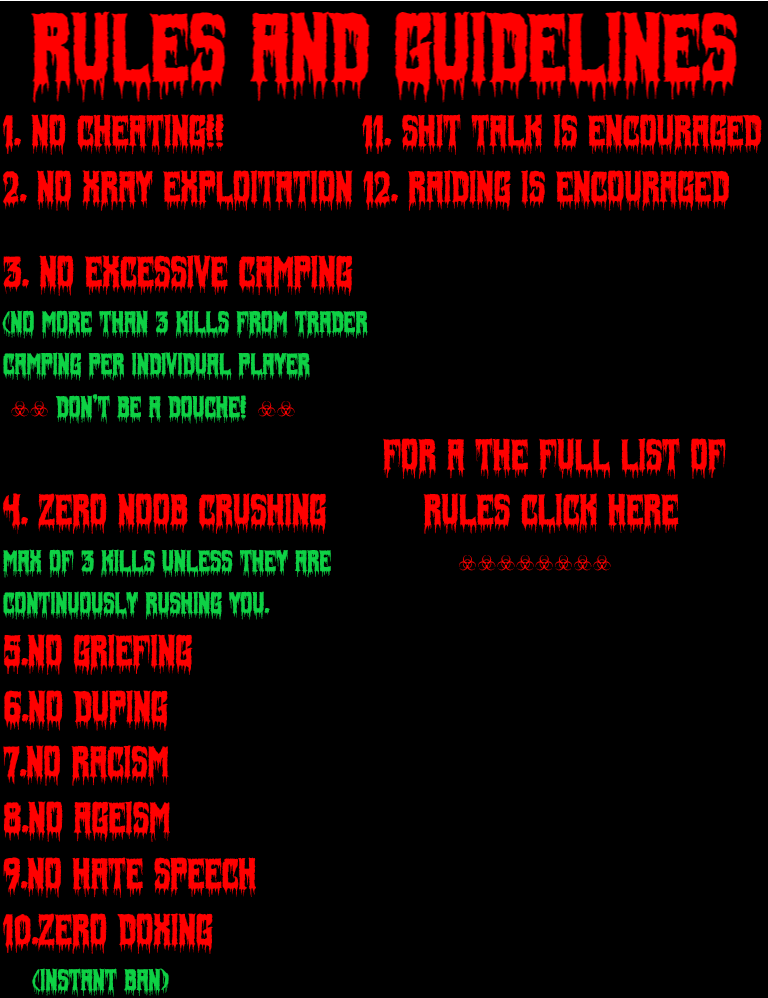 RULES AND GUIDELINES
1. NO CHEATING!!
2. NO XRAY EXPLOITATION
3. NO EXCESSIVE CAMPING
(NO MORE THAN 3 KILLS FROM TRADER
CAMPING PER INDIVIDUAL PLAYER
☣☣ DON'T BE A DOUCHE! ☣☣
4. ZERO NOOB CRUSHING
MAX OF 3 KILLS UNLESS THEY ARE
CONTINUOUSLY RUSHING YOU.
5.NO GRIEFING
6.NO DUPING
7.NO RACISM
8.NO AGEISM
9.NO HATE SPEECH
10.ZERO DOXING
(INSTANT BAN)
11. SHIT TALK IS ENCOURAGED
12. RAIDING IS ENCOURAGED
FOR A THE FULL LIST OF
RULES CLICK HERE
☣☣☣☣☣☣☣☣